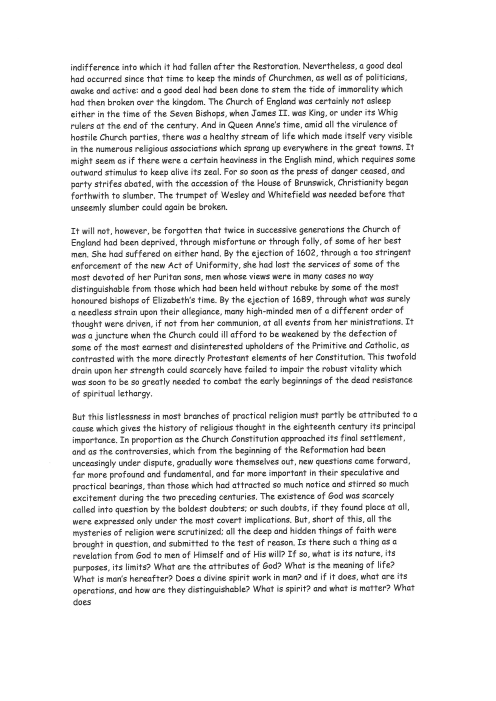 indifference into which it had fallen after the Restoration. Nevertheless, a good deal
had occurred since that time to keep the minds of Churchmen, as well as of politicians,
awake and active: and a good deal had been done to stem the tide of immorality which
had then broken over the kingdom. The Church of England was certainly not asleep
either in the time of the Seven Bishops, when James II. was King, or under its Whig
rulers at the end of the century. And in Queen Anne's time, amid all the virulence of
hostile Church parties, there was a healthy stream of life which made itself very visible
in the numerous religious associations which sprang up everywhere in the great towns. It
might seem as if there were a certain heaviness in the English mind, which requires some
outward stimulus to keep alive its zeal. For so soon as the press of danger ceased, and
party strifes abated, with the accession of the House of Brunswick, Christianity began
forthwith to slumber. The trumpet of Wesley and Whitefield was needed before that
unseemly slumber could again be broken.

It will not, however, be forgotten that twice in successive generations the Church of
England had been deprived, through misfortune or through folly, of some of her best
men. She had suffered on either hand. By the ejection of 1602, through a too stringent
enforcement of the new Act of Uniformity, she had lost the services of some of the
most devoted of her Puritan sons, men whose views were in many cases no way
distinguishable from those which had been held without rebuke by some of the most
honoured bishops of Elizabeth's time. By the ejection of 1689, through what was surely
a needless strain upon their allegiance, many high-minded men of a different order of
thought were driven, if not from her communion, at all events from her ministrations. It
was a juncture when the Church could ill afford to be weakened by the defection of
some of the most earnest and disinterested upholders of the Primitive and Catholic, as
contrasted with the more directly Protestant elements of her Constitution. This twofold
drain upon her strength could scarcely have failed to impair the robust vitality which
was soon to be so greatly needed to combat the early beginnings of the dead resistance
of spiritual lethargy.

But this listlessness in most branches of practical religion must partly be attributed to a
cause which gives the history of religious thought in the eighteenth century its principal
importance. In proportion as the Church Constitution approached its final settlement,
and as the controversies, which from the beginning of the Reformation had been
unceasingly under dispute, gradually wore themselves out, new questions came forward,
far more profound and fundamental, and far more important in their speculative and
practical bearings, than those which had attracted so much notice and stirred so much
excitement during the two preceding centuries. The existence of God was scarcely
called into question by the boldest doubters; or such doubts, if they found place at all,
were expressed only under the most covert implications. But, short of this, all the
mysteries of religion were scrutinized; all the deep and hidden things of faith were
brought in question, and submitted to the test of reason. Is there such a thing as a
revelation from God to men of Himself and of His will? If so, what is its nature, its
purposes, its limits? What are the attributes of God? What is the meaning of life?
What is man's hereafter? Does a divine spirit work in man? and if it does, what are its
operations, and how are they distinguishable? What is spirit? and what is matter? What
does